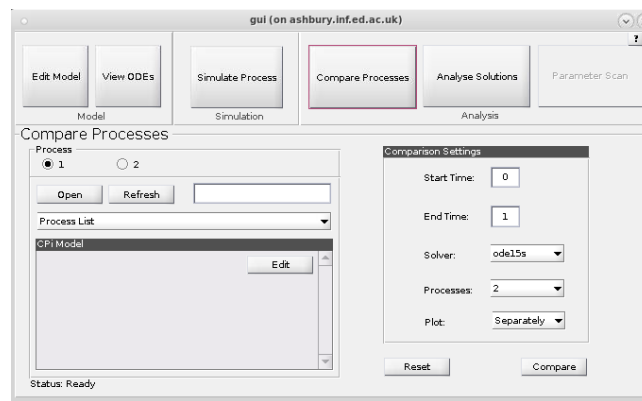 gui (on ashbury.inf.ed.ac.uk)
?
Edit Model
View ODEs
Simulate Process
Compare Processes
Analyse Solutions
Parameter Scan
Model
Simulation
Analysis
Compare Processes
Process
1
2
Open
Refresh
Process List
CPi Model
Edit
Status: Ready
Comparison Settings
Start Time: 0
End Time: 1
Solver: ode15s
Processes: 2
Plot: Separately
Reset
Compare